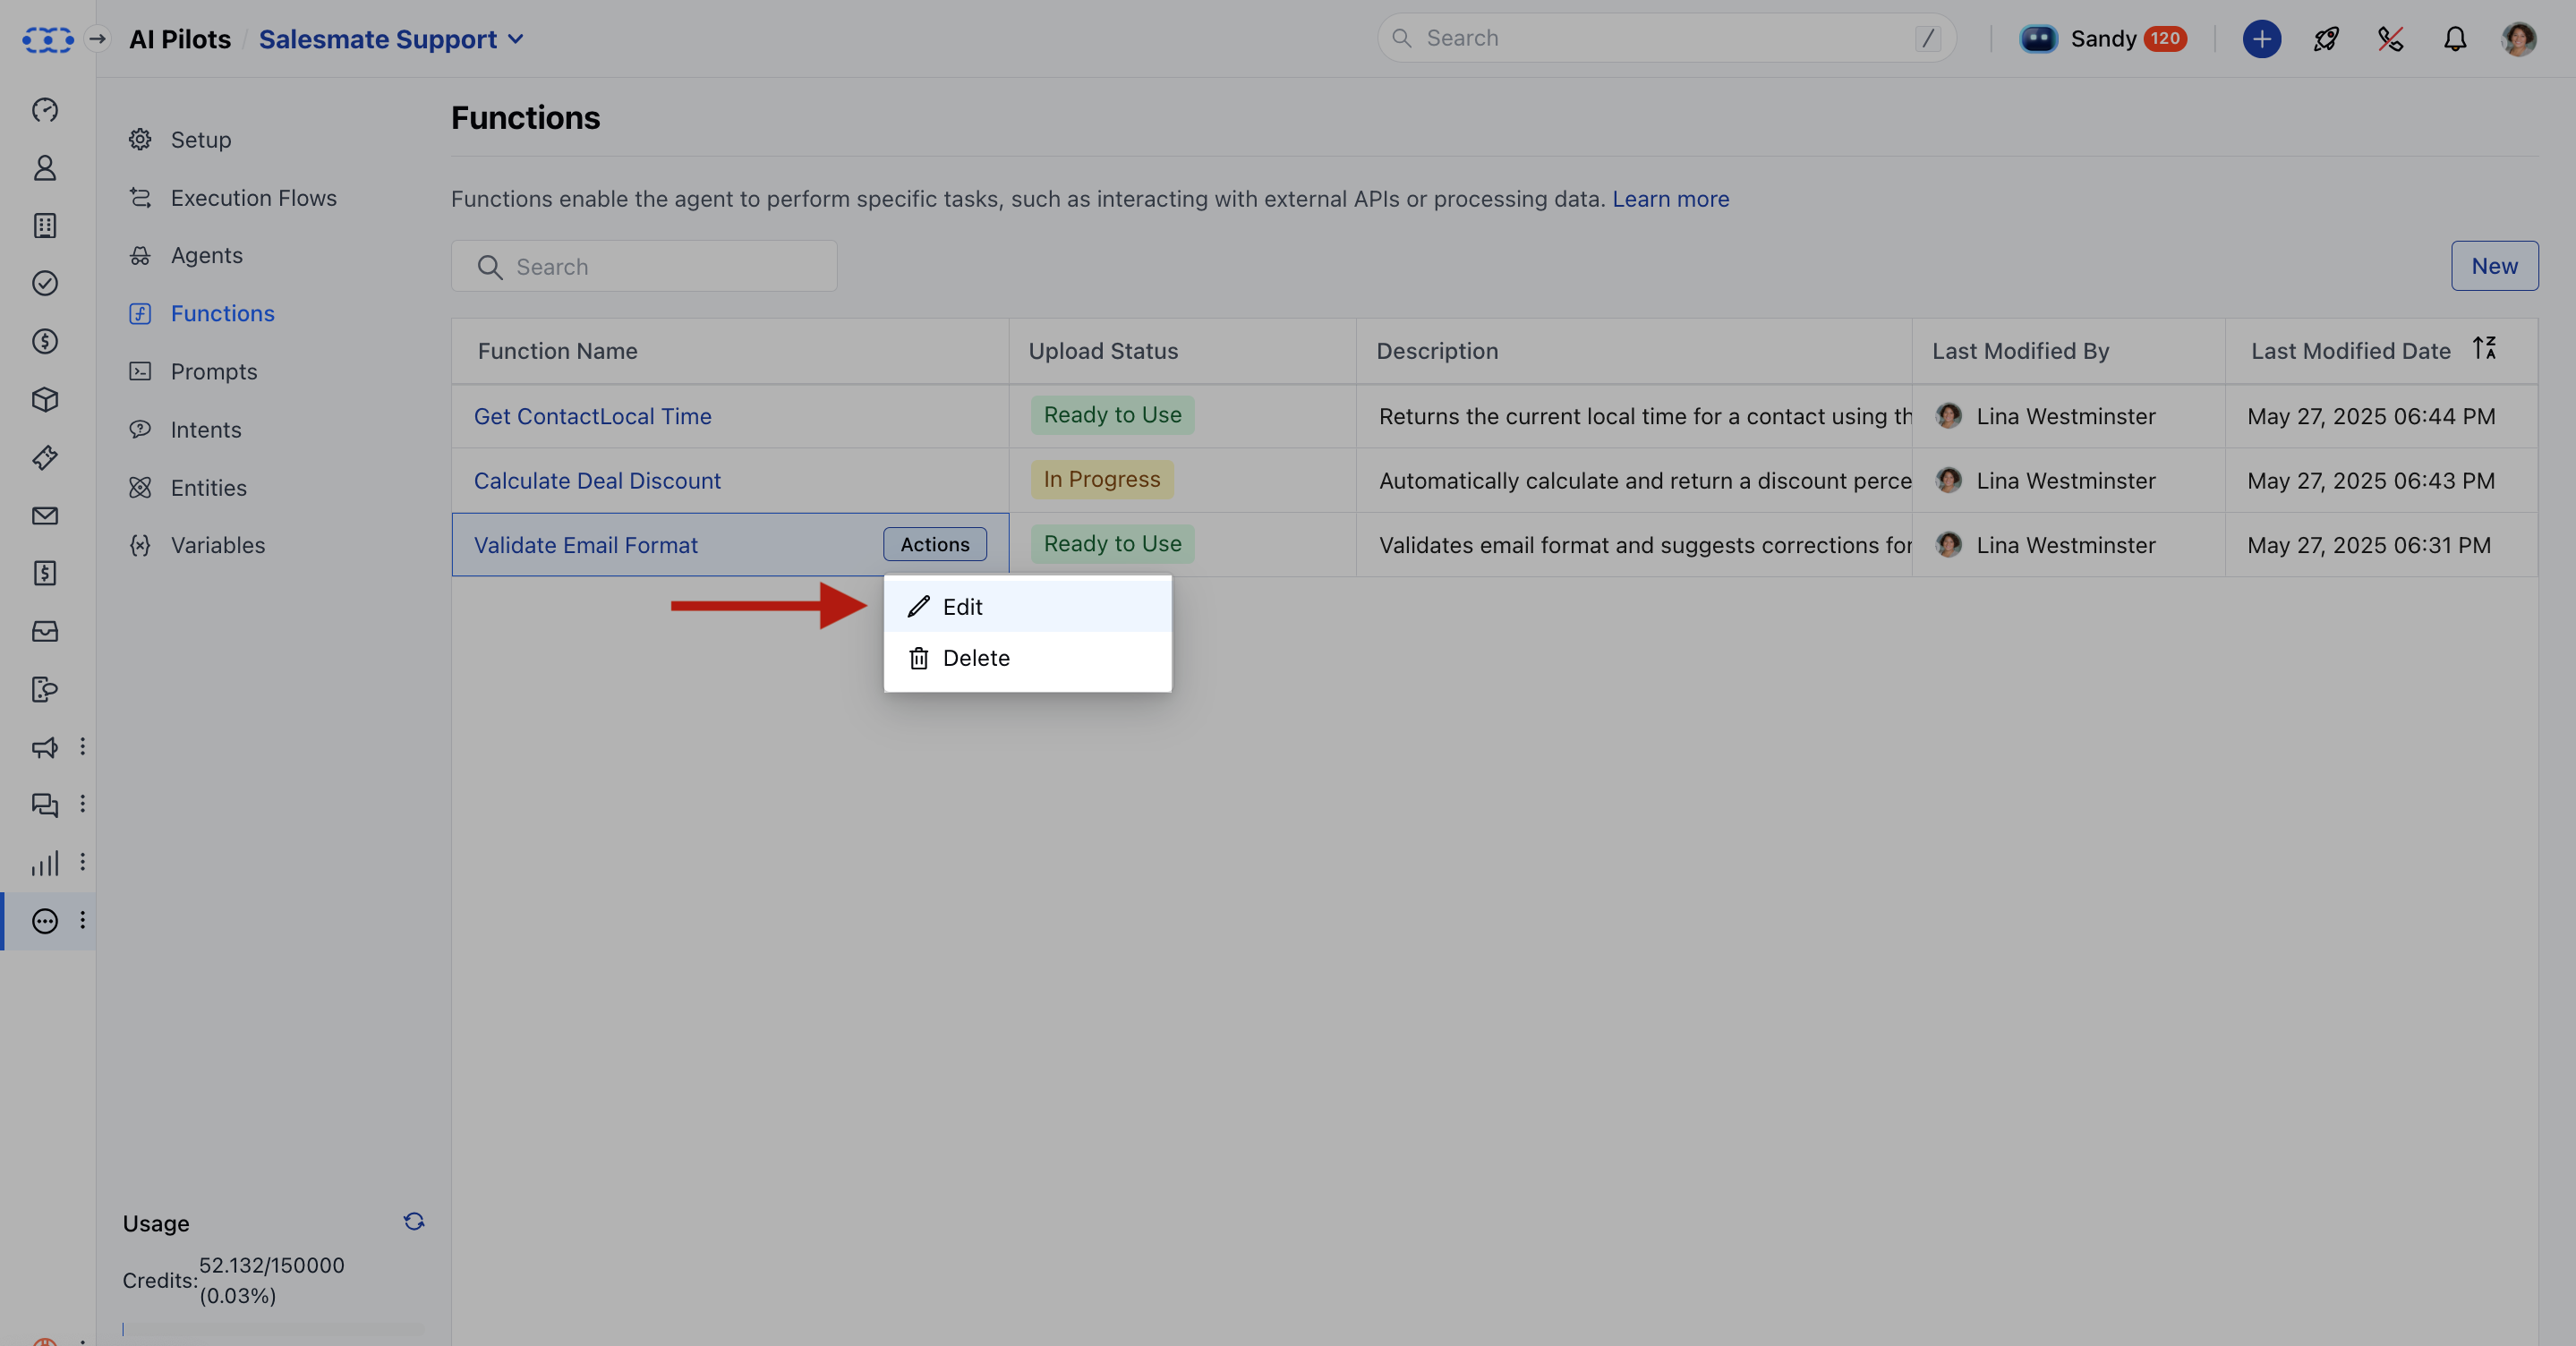 AI Pilots / Salesmate Support
Search /
Sandy 120
Setup
Execution Flows
Agents
Functions
Prompts
Intents
Entities
Variables
Usage
Credits: 52.132/150000
(0.03%)
Functions
Functions enable the agent to perform specific tasks, such as interacting with external APIs or processing data. Learn more
Search
New
Function Name Upload Status Description Last Modified By Last Modified Date
Get ContactLocal Time Ready to Use Returns the current local time for a contact using th Lina Westminster May 27, 2025 06:44 PM
Calculate Deal Discount In Progress Automatically calculate and return a discount perce Lina Westminster May 27, 2025 06:43 PM
Validate Email Format Actions Ready to Use Validates email format and suggests corrections for Lina Westminster May 27, 2025 06:31 PM
Edit
Delete